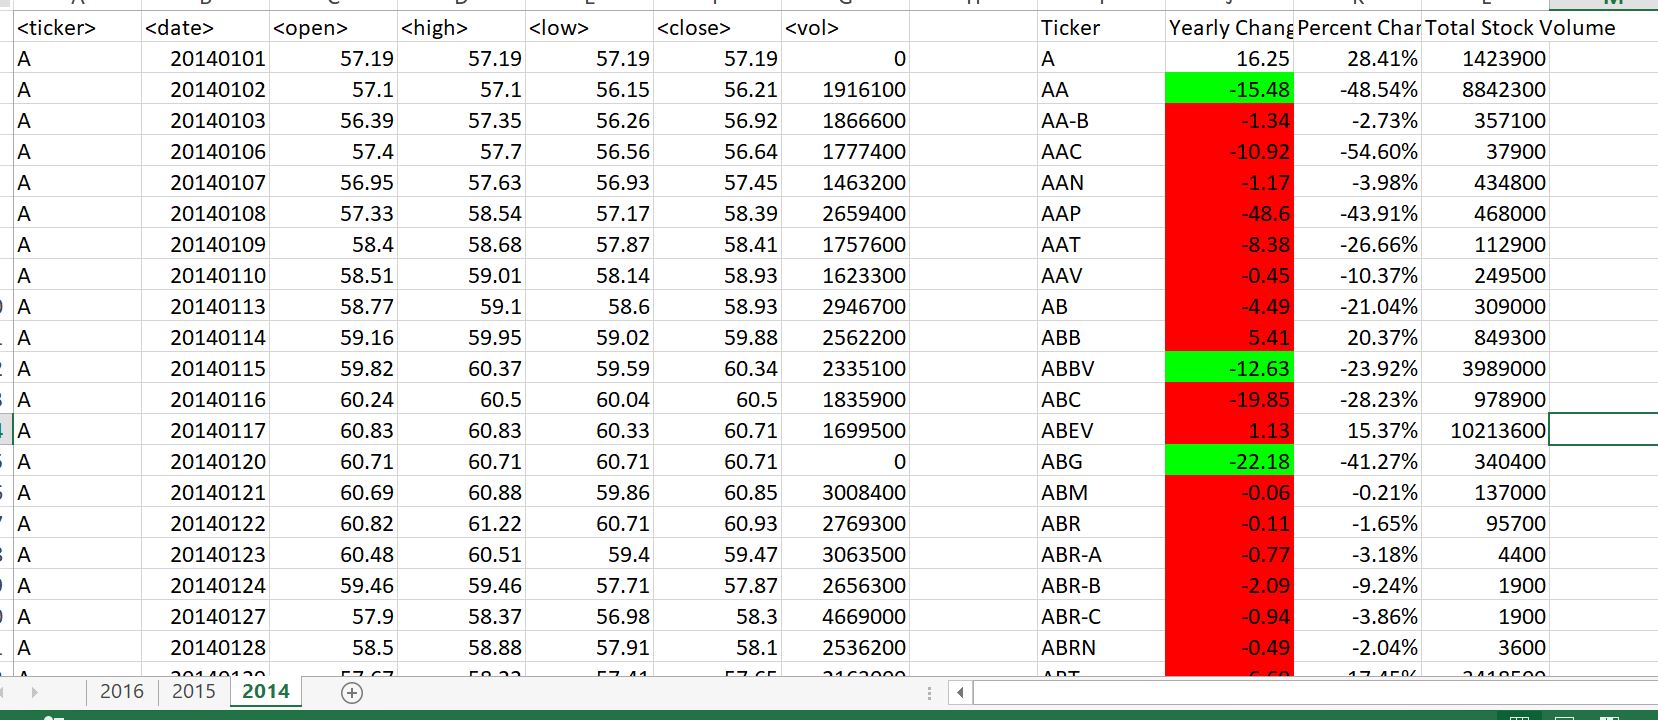 <ticker> <date> <open> <high> <low> <close> <vol> Ticker Yearly Chang Percent Char Total Stock Volume
A 20140101 57.19 57.19 57.19 57.19 0 A 16.25 28.41% 1423900
A 20140102 57.1 57.1 56.15 56.21 1916100 AA -15.48 -48.54% 8842300
A 20140103 56.39 57.35 56.26 56.92 1866600 AA-B -1.34 -2.73% 357100
A 20140106 57.4 57.7 56.56 56.64 1777400 AAC -10.92 -54.60% 37900
A 20140107 56.95 57.63 56.93 57.45 1463200 AAN -1.17 -3.98% 434800
A 20140108 57.33 58.54 57.17 58.39 2659400 AAP -48.6 -43.91% 468000
A 20140109 58.4 58.68 57.87 58.41 1757600 AAT -8.38 -26.66% 112900
A 20140110 58.51 59.01 58.14 58.93 1623300 AAV -0.45 -10.37% 249500
A 20140113 58.77 59.1 58.6 58.93 2946700 AB -4.49 -21.04% 309000
A 20140114 59.16 59.95 59.02 59.88 2562200 ABB 5.41 20.37% 849300
A 20140115 59.82 60.37 59.59 60.34 2335100 ABBV -12.63 -23.92% 3989000
A 20140116 60.24 60.5 60.04 60.5 1835900 ABC -19.85 -28.23% 978900
A 20140117 60.83 60.83 60.33 60.71 1699500 ABEV 1.13 15.37% 10213600
A 20140120 60.71 60.71 60.71 60.71 0 ABG -22.18 -41.27% 340400
A 20140121 60.69 60.88 59.86 60.85 3008400 ABM -0.06 -0.21% 137000
A 20140122 60.82 61.22 60.71 60.93 2769300 ABR -0.11 -1.65% 95700
A 20140123 60.48 60.51 59.4 59.47 3063500 ABR-A -0.77 -3.18% 4400
A 20140124 59.46 59.46 57.71 57.87 2656300 ABR-B -2.09 -9.24% 1900
A 20140127 57.9 58.37 56.98 58.3 4669000 ABR-C -0.94 -3.86% 1900
A 20140128 58.5 58.88 57.91 58.1 2536200 ABRN -0.49 -2.04% 3600
2016 2015 2014